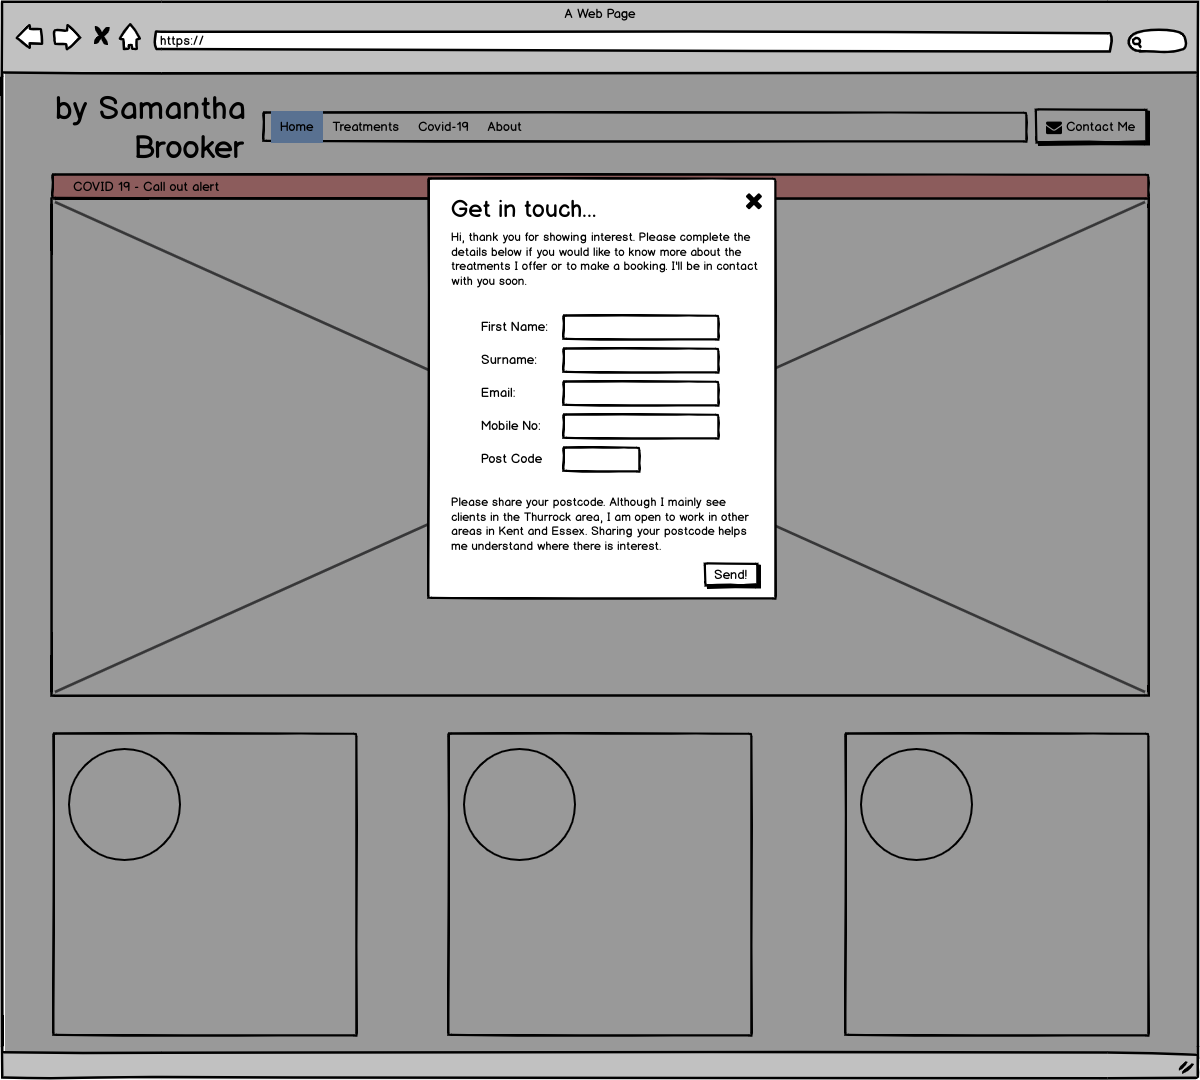 A Web Page
https://
by Samantha
Brooker
Home Treatments Covid-19 About
Contact Me
COVID 19 - Call out alert
Get in touch...
Hi, thank you for showing interest. Please complete the
details below if you would like to know more about the
treatments I offer or to make a booking. I'll be in contact
with you soon.
First Name:
Surname:
Email:
Mobile No:
Post Code
Please share your postcode. Although I mainly see
clients in the Thurrock area, I am open to work in other
areas in Kent and Essex. Sharing your postcode helps
me understand where there is interest.
Send!